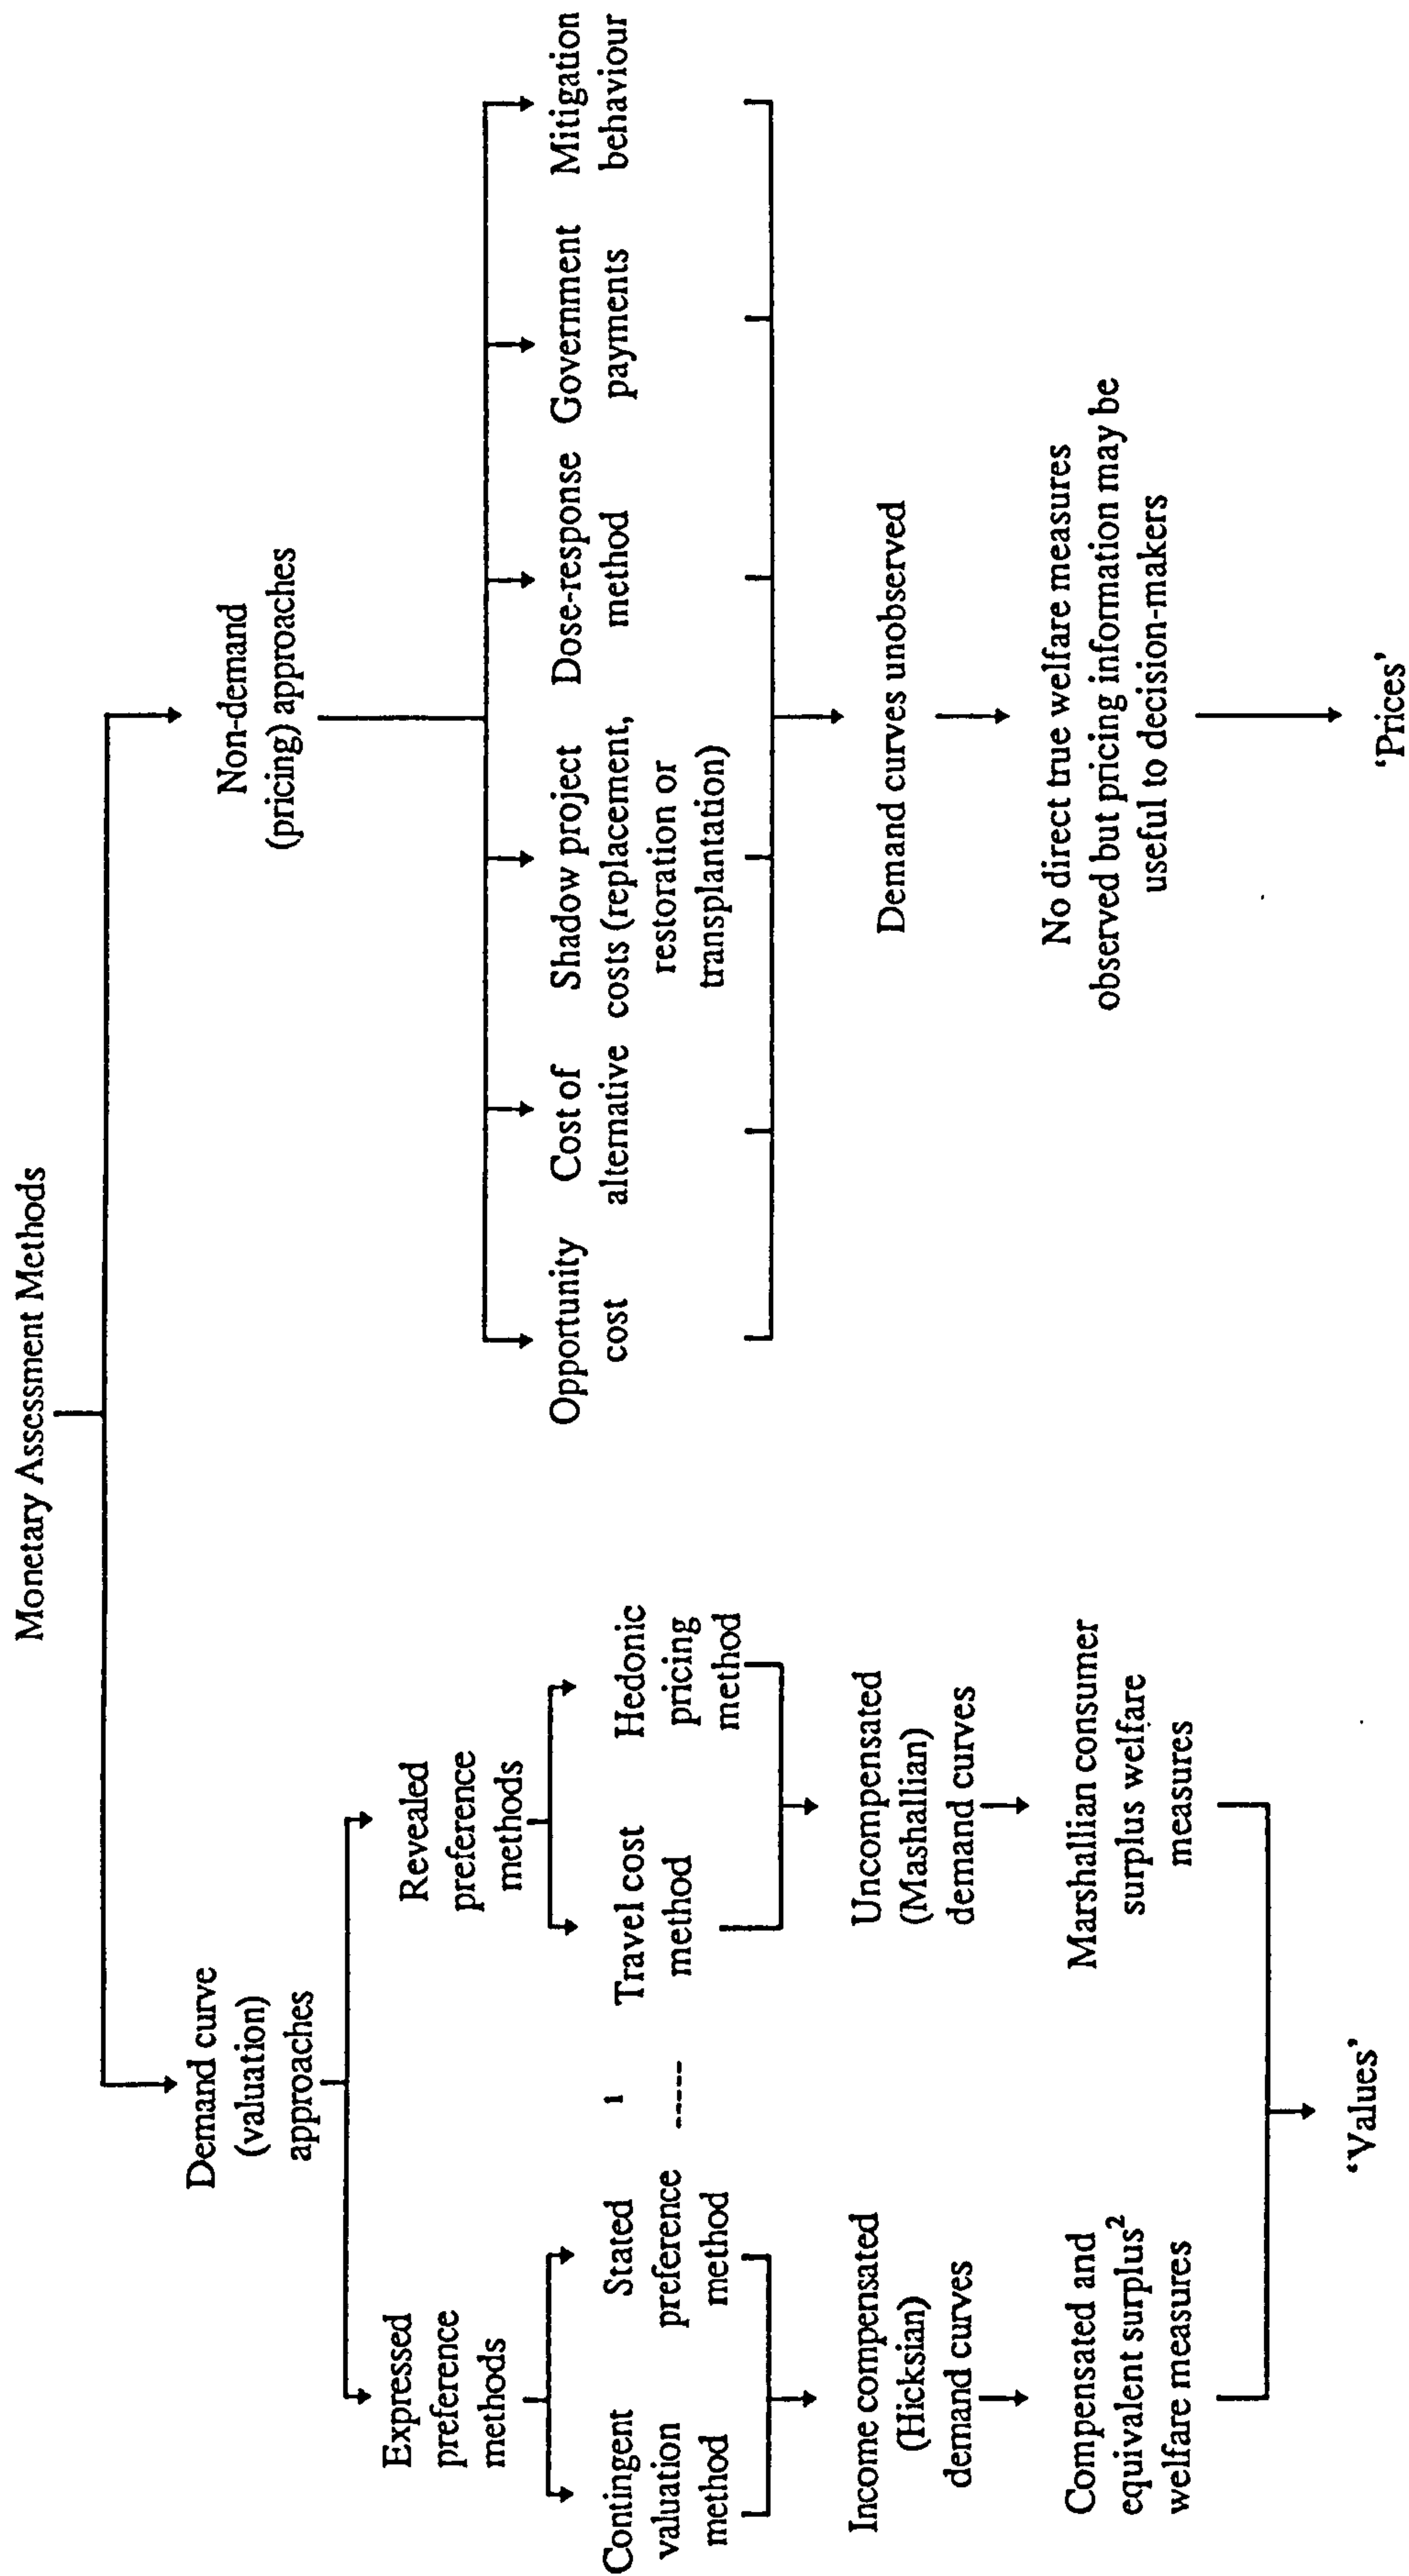 Monetary Assessment Methods
Demand curve
(valuation)
approaches
Non-demand
(pricing) approaches
Expressed
preference
methods
Revealed
preference
methods
Contingent
valuation
method
Stated
preference
method
1
-----
Travel cost
method
Hedonic
pricing
method
Opportunity
cost
Cost of
alternative
Shadow project
costs (replacement,
restoration or
transplantation)
Dose-response
method
Government
payments
Mitigation
behaviour
Income compensated
(Hicksian)
demand curves
Uncompensated
(Mashallian)
demand curves
Demand curves unobserved
Compensated and
equivalent surplus²
welfare measures
Marshallian consumer
surplus welfare
measures
No direct true welfare measures
observed but pricing information may be
useful to decision-makers
‘Values’
‘Prices’